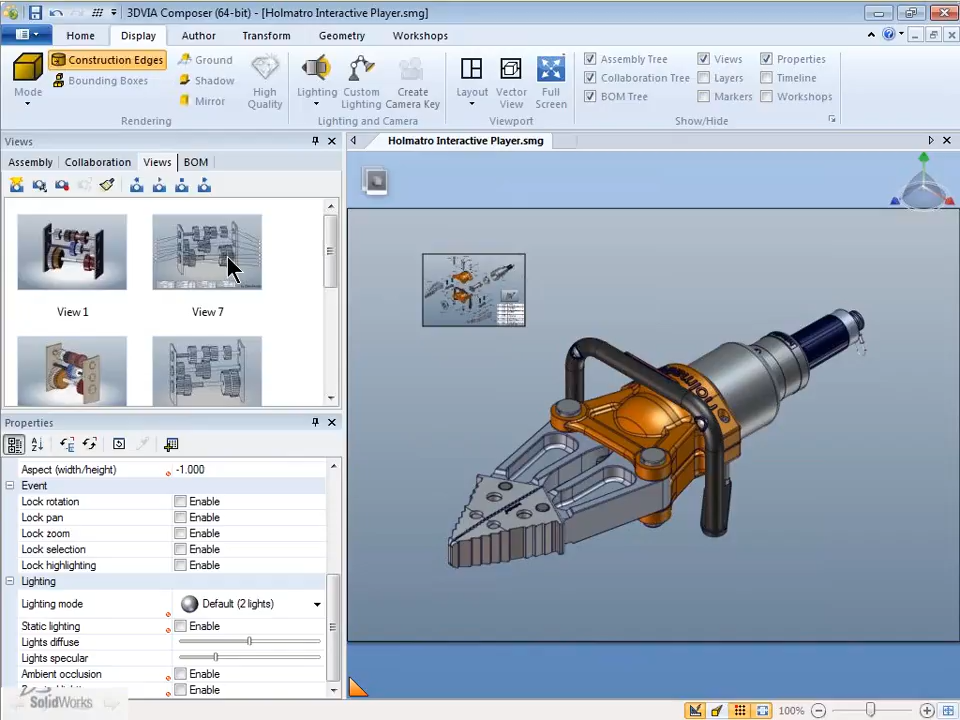 3DVIA Composer (64-bit) - [Holmatro Interactive Player.smg]
Home Display Author Transform Geometry Workshops
Mode
Construction Edges
Bounding Boxes
Ground
Shadow
Mirror
High Quality
Rendering
Lighting
Custom Lighting
Create Camera Key
Lighting and Camera
Layout
Vector View
Full Screen
Viewport
Assembly Tree Views Properties
Collaboration Tree Layers Timeline
BOM Tree Markers Workshops
Show/Hide
Views
Holmatro Interactive Player.smg
Assembly Collaboration Views BOM
View 1 View 7
holmatro
Properties
Aspect (width/height) -1.000
Event
Lock rotation Enable
Lock pan Enable
Lock zoom Enable
Lock selection Enable
Lock highlighting Enable
Lighting
Lighting mode Default (2 lights)
Static lighting Enable
Lights diffuse
Lights specular
Ambient occlusion Enable
Enable
SolidWorks
100%